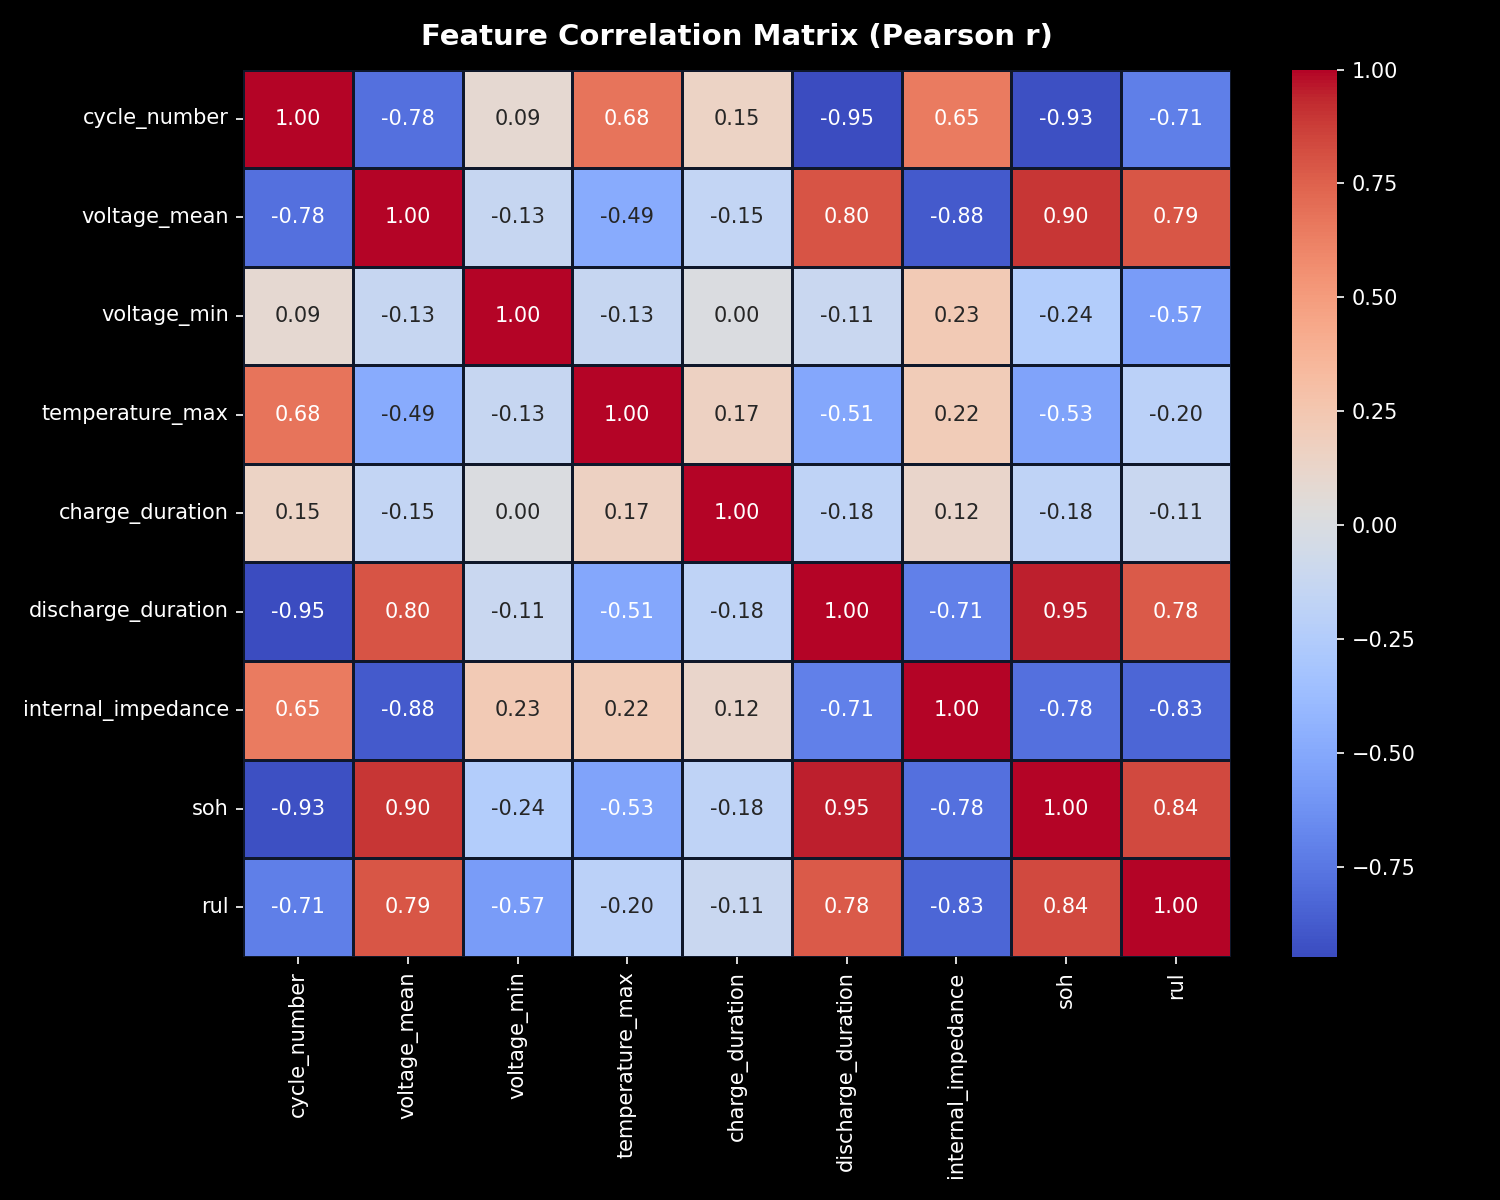 Feature Correlation Matrix (Pearson r)
cycle_number 1.00 -0.78 0.09 0.68 0.15 -0.95 0.65 -0.93 -0.71
voltage_mean -0.78 1.00 -0.13 -0.49 -0.15 0.80 -0.88 0.90 0.79
voltage_min 0.09 -0.13 1.00 -0.13 0.00 -0.11 0.23 -0.24 -0.57
temperature_max 0.68 -0.49 -0.13 1.00 0.17 -0.51 0.22 -0.53 -0.20
charge_duration 0.15 -0.15 0.00 0.17 1.00 -0.18 0.12 -0.18 -0.11
discharge_duration -0.95 0.80 -0.11 -0.51 -0.18 1.00 -0.71 0.95 0.78
internal_impedance 0.65 -0.88 0.23 0.22 0.12 -0.71 1.00 -0.78 -0.83
soh -0.93 0.90 -0.24 -0.53 -0.18 0.95 -0.78 1.00 0.84
rul -0.71 0.79 -0.57 -0.20 -0.11 0.78 -0.83 0.84 1.00
cycle_number
voltage_mean
voltage_min
temperature_max
charge_duration
discharge_duration
internal_impedance
soh
rul
1.00
0.75
0.50
0.25
0.00
−0.25
−0.50
−0.75